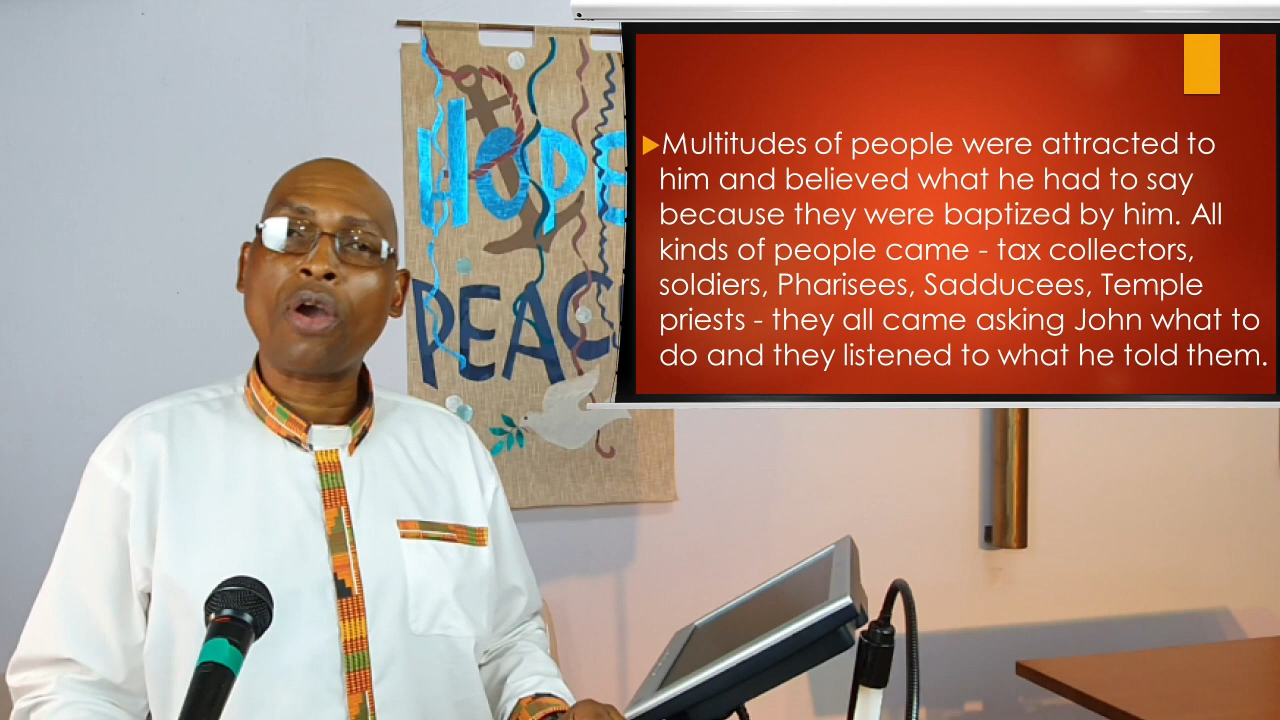 HOPE
PEAC
Multitudes of people were attracted to
him and believed what he had to say
because they were baptized by him. All
kinds of people came - tax collectors,
soldiers, Pharisees, Sadducees, Temple
priests - they all came asking John what to
do and they listened to what he told them.